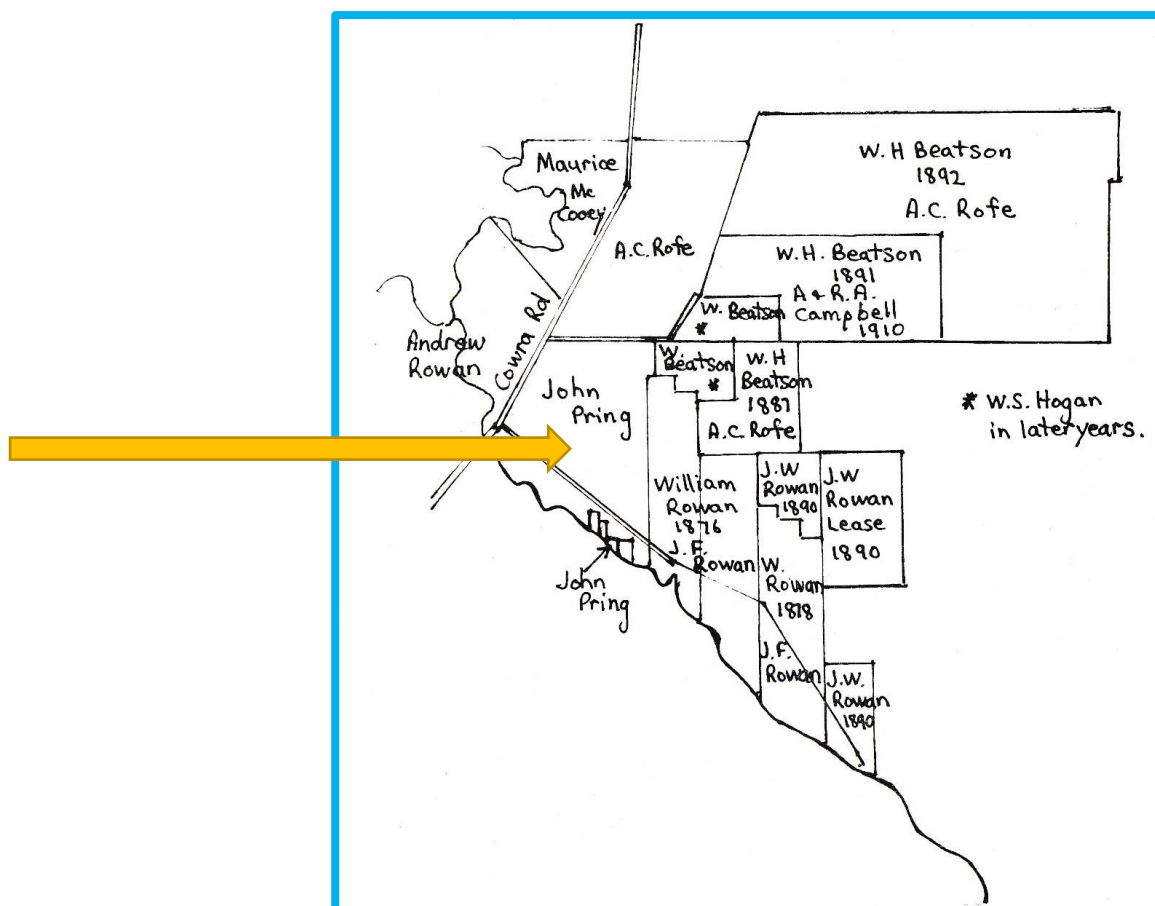 Maurice
Mc
Cooey
A.C. Rofe
W. H Beatson
1892
A.C. Rofe
W. H. Beatson
1891
A & R.A.
Campbell
1910
W. Beatson
*
Andrew
Rowan
Cowra Rd
John
Pring
W.
Beatson
*
W. H
Beatson
1887
A.C. Rofe
* W.S. Hogan
in later years.
William
Rowan
1876
J. F.
Rowan
J.W
Rowan
1890
J.W
Rowan
Lease
1890
John
Pring
W.
Rowan
1878
J.F.
Rowan
J.W.
Rowan
1890